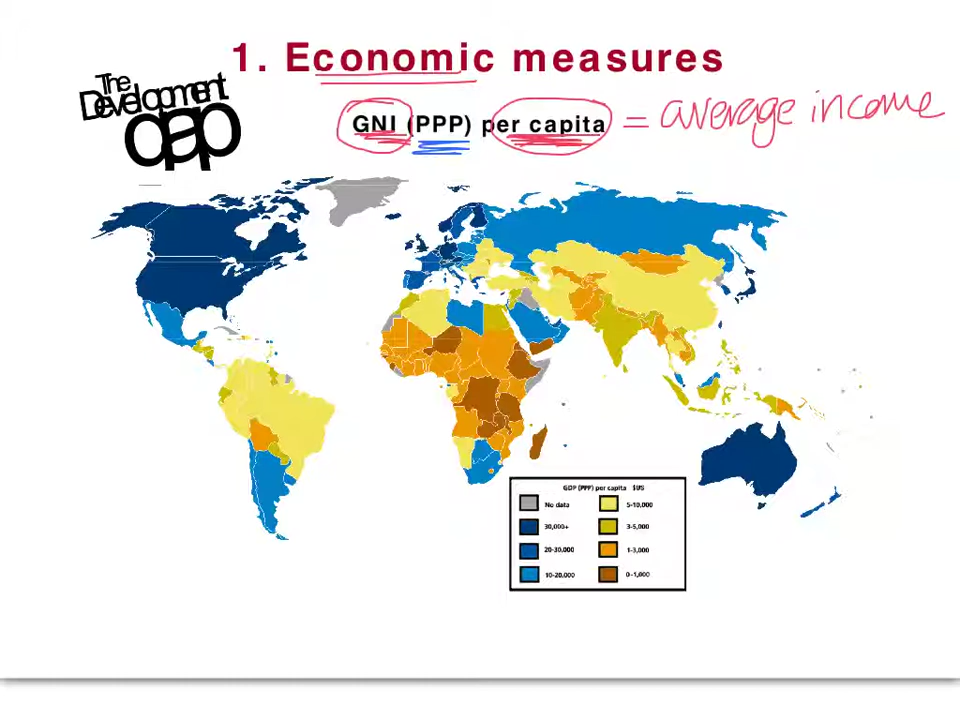 1. Economic measures
The
Development
gap
GNI (PPP) per capita = average income
GDP (PPP) per capita $US
No data
5-10,000
30,000+
3-5,000
20-30,000
1-3,000
10-20,000
0-1,000